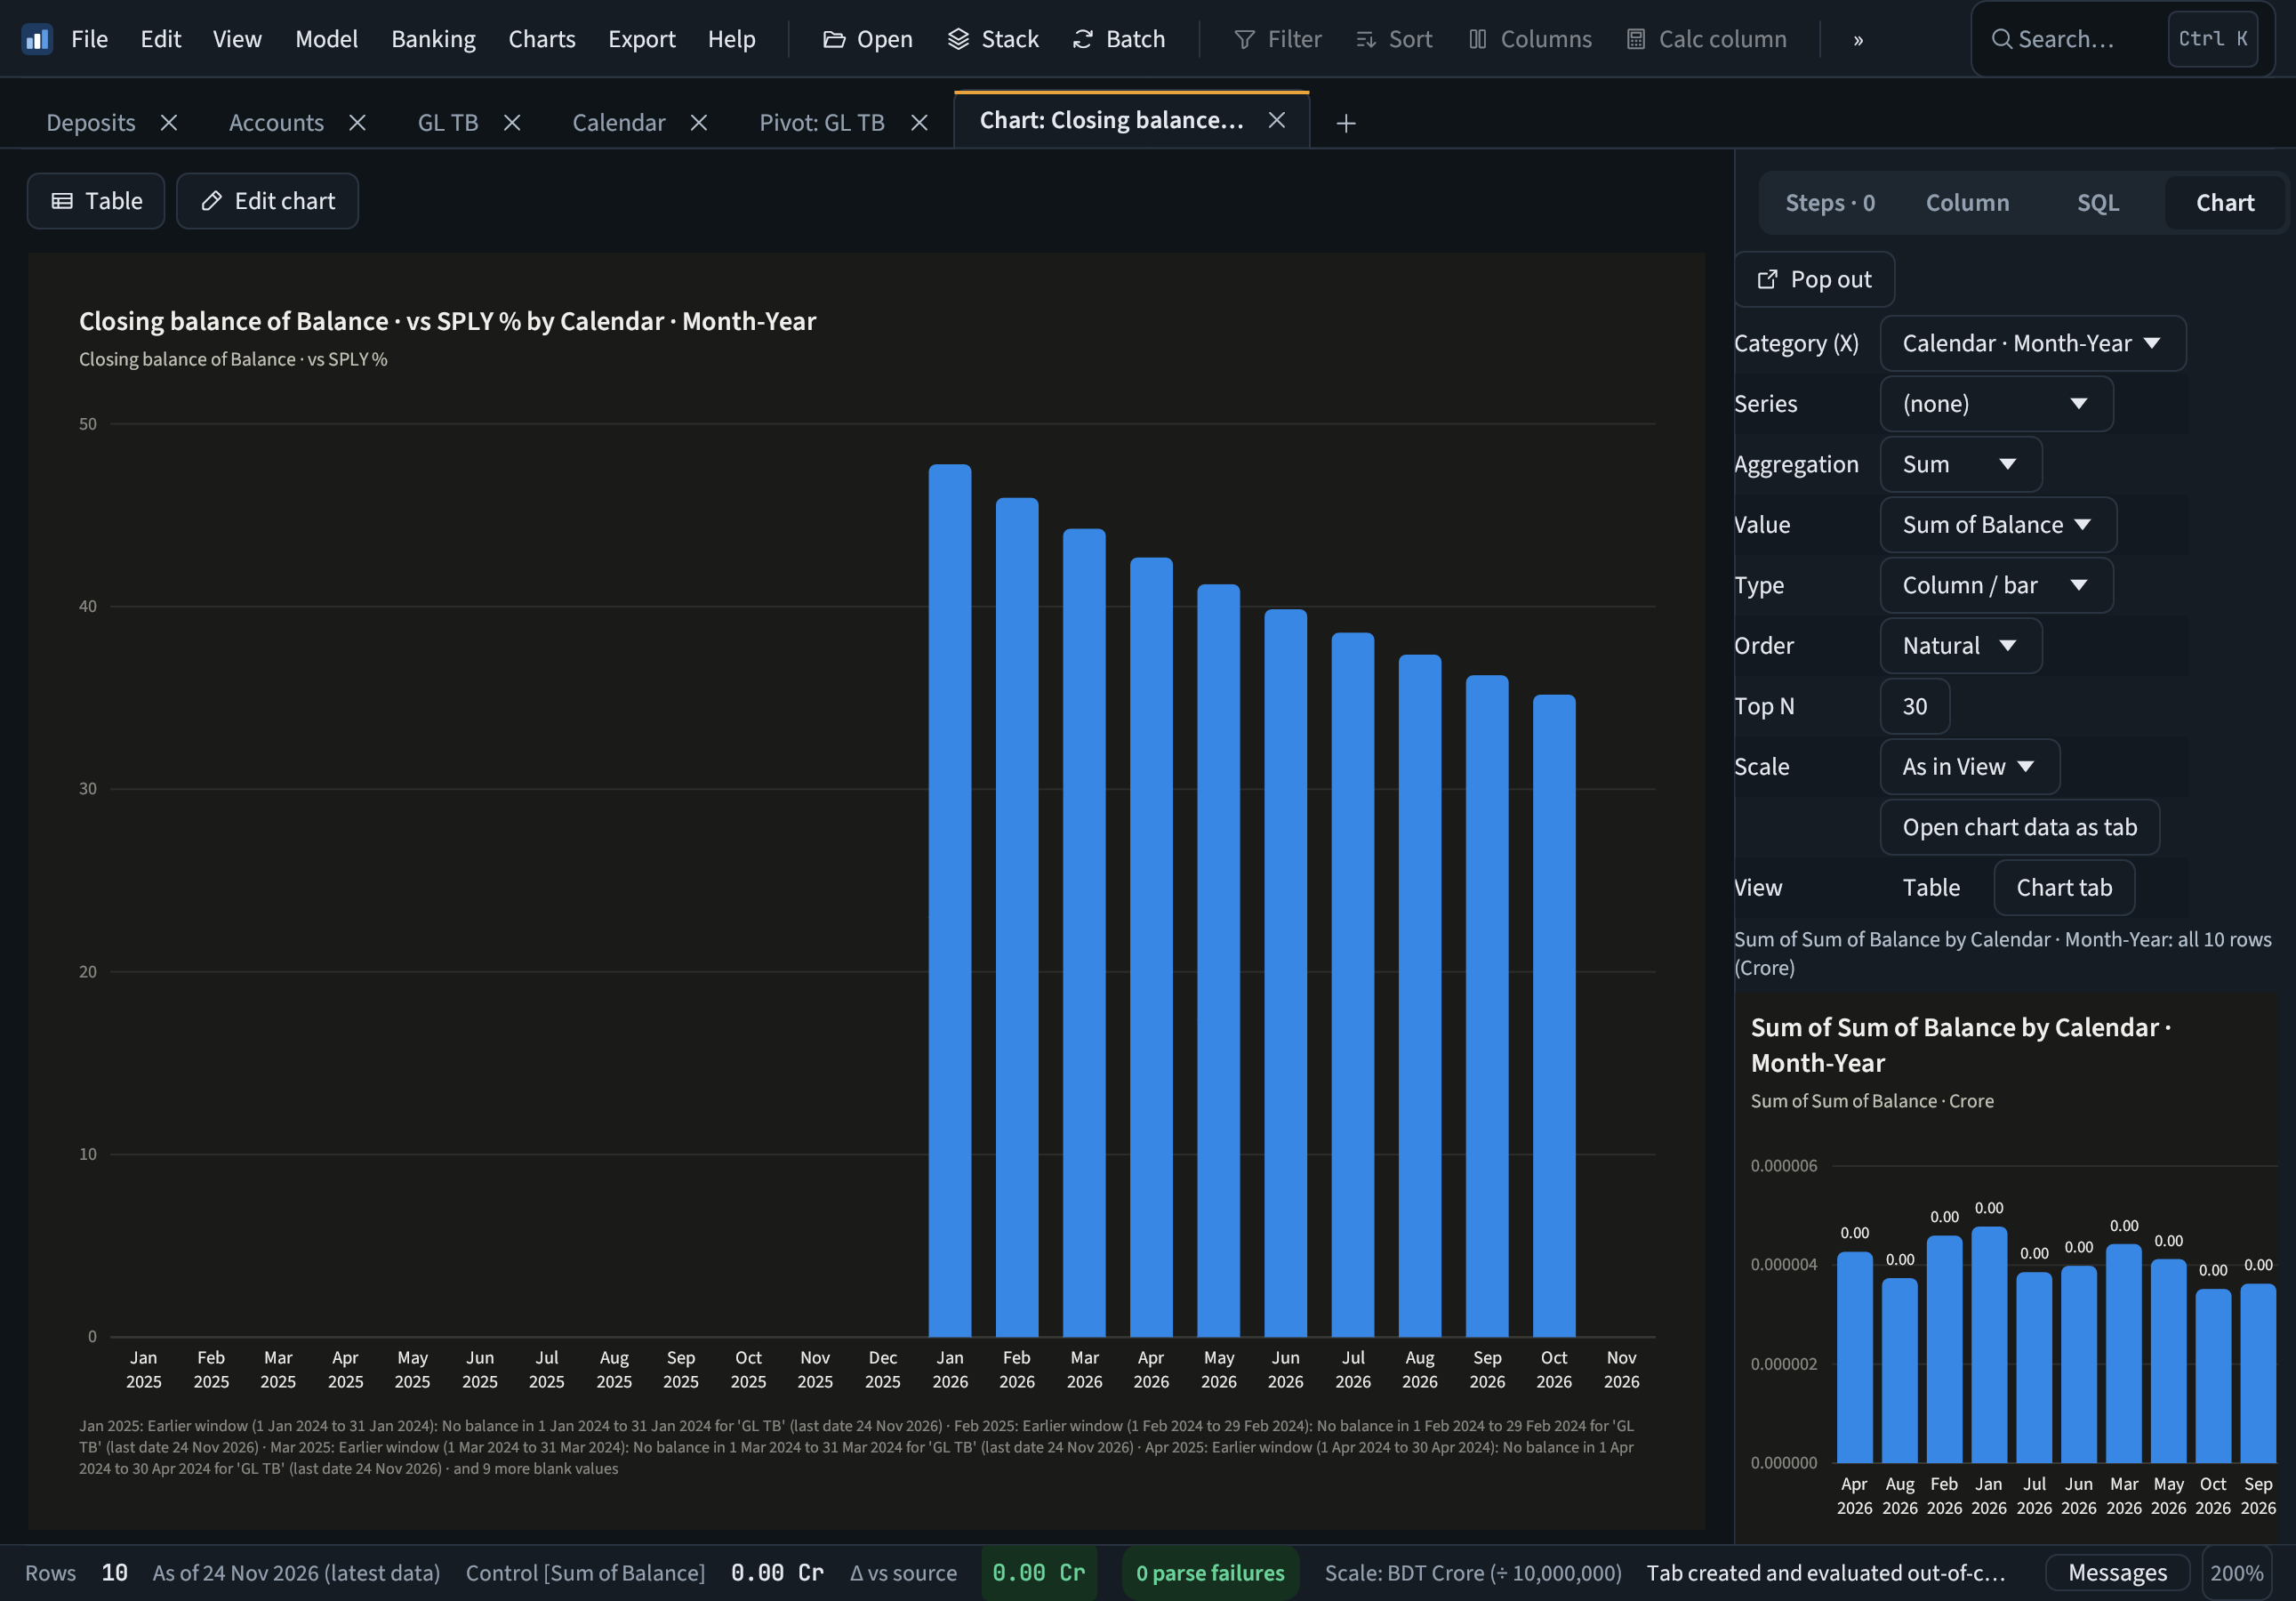 File Edit View Model Banking Charts Export Help Open Stack Batch Filter Sort Columns Calc column » Search… Ctrl K
Deposits Accounts GL TB Calendar Pivot: GL TB Chart: Closing balance…
Table Edit chart
Closing balance of Balance · vs SPLY % by Calendar · Month-Year
Closing balance of Balance · vs SPLY %
50
40
30
20
10
0
Jan Feb Mar Apr May Jun Jul Aug Sep Oct Nov Dec Jan Feb Mar Apr May Jun Jul Aug Sep Oct Nov
2025 2025 2025 2025 2025 2025 2025 2025 2025 2025 2025 2025 2026 2026 2026 2026 2026 2026 2026 2026 2026 2026 2026
Jan 2025: Earlier window (1 Jan 2024 to 31 Jan 2024): No balance in 1 Jan 2024 to 31 Jan 2024 for 'GL TB' (last date 24 Nov 2026) · Feb 2025: Earlier window (1 Feb 2024 to 29 Feb 2024): No balance in 1 Feb 2024 to 29 Feb 2024 for 'GL
TB' (last date 24 Nov 2026) · Mar 2025: Earlier window (1 Mar 2024 to 31 Mar 2024): No balance in 1 Mar 2024 to 31 Mar 2024 for 'GL TB' (last date 24 Nov 2026) · Apr 2025: Earlier window (1 Apr 2024 to 30 Apr 2024): No balance in 1 Apr
2024 to 30 Apr 2024 for 'GL TB' (last date 24 Nov 2026) · and 9 more blank values
Steps · 0 Column SQL Chart
Pop out
Category (X) Calendar · Month-Year
Series (none)
Aggregation Sum
Value Sum of Balance
Type Column / bar
Order Natural
Top N 30
Scale As in View
Open chart data as tab
View Table Chart tab
Sum of Sum of Balance by Calendar · Month-Year: all 10 rows
(Crore)
Sum of Sum of Balance by Calendar ·
Month-Year
Sum of Sum of Balance · Crore
0.000006
0.000004
0.000002
0.000000
0.00 0.00 0.00 0.00 0.00 0.00 0.00 0.00 0.00 0.00
Apr Aug Feb Jan Jul Jun Mar May Oct Sep
2026 2026 2026 2026 2026 2026 2026 2026 2026 2026
Rows 10 As of 24 Nov 2026 (latest data) Control [Sum of Balance] 0.00 Cr Δ vs source 0.00 Cr 0 parse failures Scale: BDT Crore (÷ 10,000,000) Tab created and evaluated out-of-c… Messages 200%